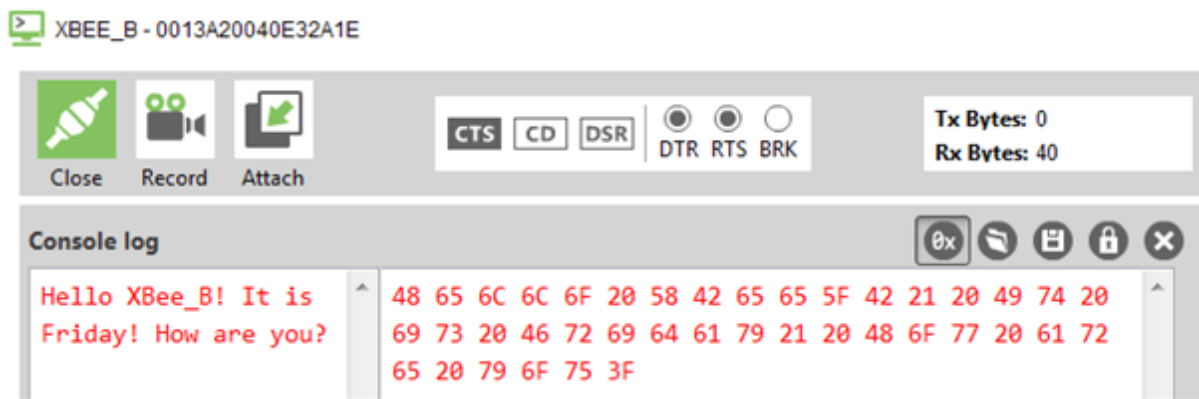 XBEE_B - 0013A20040E32A1E
Close Record Attach
CTS CD DSR
DTR RTS BRK
Tx Bytes: 0
Rx Bytes: 40
Console log
0x
Hello XBee_B! It is
Friday! How are you?
48 65 6C 6C 6F 20 58 42 65 65 5F 42 21 20 49 74 20
69 73 20 46 72 69 64 61 79 21 20 48 6F 77 20 61 72
65 20 79 6F 75 3F